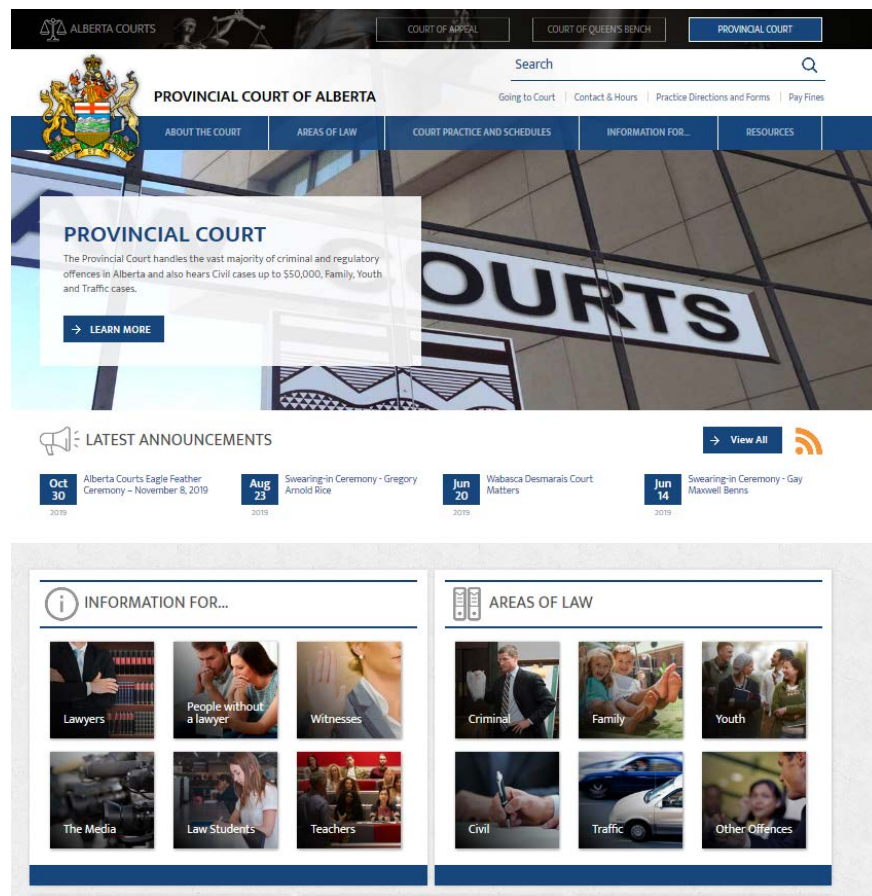 ALBERTA COURTS
COURT OF APPEAL
COURT OF QUEEN'S BENCH
PROVINCIAL COURT
Search
PROVINCIAL COURT OF ALBERTA
Going to Court
Contact & Hours
Practice Directions and Forms
Pay Fines
ABOUT THE COURT
AREAS OF LAW
COURT PRACTICE AND SCHEDULES
INFORMATION FOR...
RESOURCES
PROVINCIAL COURT
The Provincial Court handles the vast majority of criminal and regulatory
offences in Alberta and also hears Civil cases up to $50,000, Family, Youth
and Traffic cases.
→ LEARN MORE
COURTS
LATEST ANNOUNCEMENTS
→ View All
Oct
30
2019
Alberta Courts Eagle Feather
Ceremony – November 8, 2019
Aug
23
2019
Swearing-in Ceremony - Gregory
Arnold Rice
Jun
20
2019
Wabasca Desmarais Court
Matters
Jun
14
2019
Swearing-in Ceremony - Gay
Maxwell Benns
INFORMATION FOR...
Lawyers
People without
a lawyer
Witnesses
The Media
Law Students
Teachers
AREAS OF LAW
Criminal
Family
Youth
Civil
Traffic
Other Offences